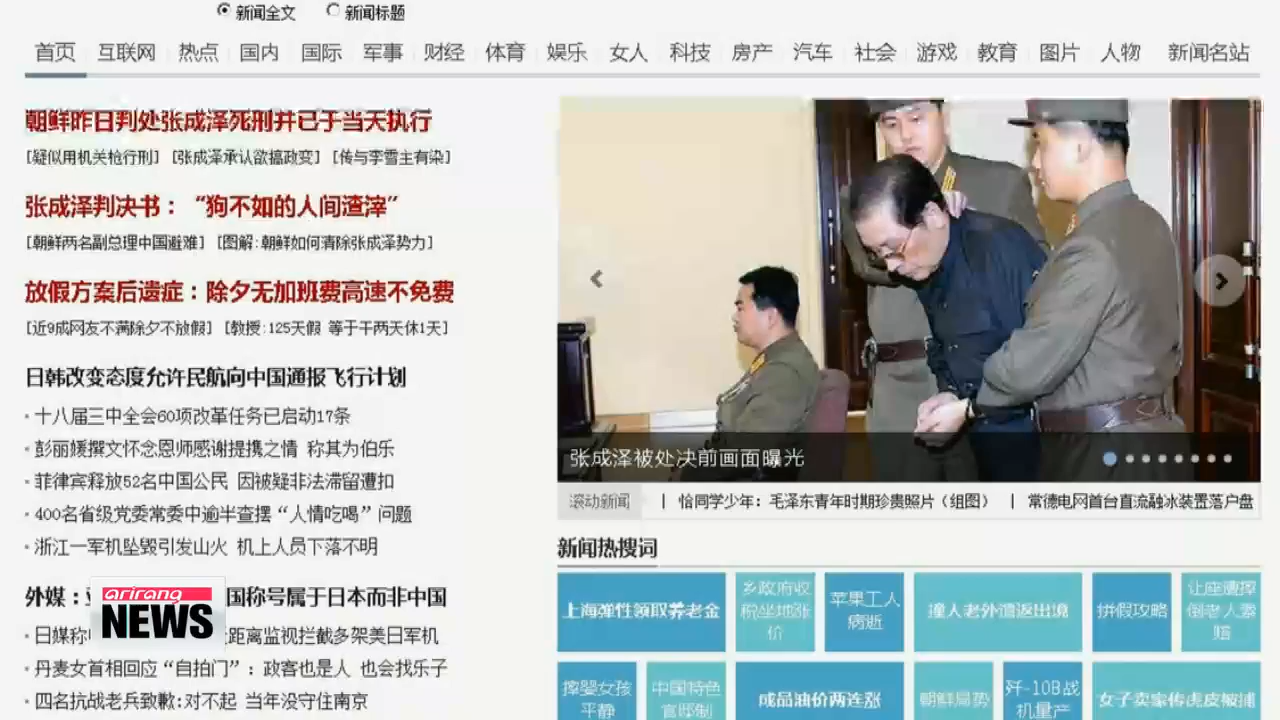 新闻全文 新闻标题
首页 互联网 热点 国内 国际 军事 财经 体育 娱乐 女人 科技 房产 汽车 社会 游戏 教育 图片 人物 新闻名站
朝鲜昨日判处张成泽死刑并已于当天执行
[疑似用机关枪行刑] [张成泽承认欲搞政变] [传与李雪主有染]
张成泽判决书：“狗不如的人间渣滓”
[朝鲜两名副总理中国避难] [图解:朝鲜如何清除张成泽势力]
放假方案后遗症：除夕无加班费高速不免费
[近9成网友不满除夕不放假] [教授:125天假 等于干两天休1天]
日韩改变态度允许民航向中国通报飞行计划
十八届三中全会60项改革任务已启动17条
彭丽媛撰文怀念恩师感谢提携之情 称其为伯乐
菲律宾释放52名中国公民 因被疑非法滞留遭扣
400名省级党委常委中逾半查摆“人情吃喝”问题
浙江一军机坠毁引发山火 机上人员下落不明
外媒： 国称号属于日本而非中国
日媒称 距离监视拦截多架美日军机
丹麦女首相回应“自拍门”：政客也是人 也会找乐子
四名抗战老兵致歉:对不起 当年没守住南京
arirang
NEWS
张成泽被处决前画面曝光
滚动新闻 | 恰同学少年：毛泽东青年时期珍贵照片（组图） | 常德电网首台直流融冰装置落户盘
新闻热搜词
上海弹性领取养老金
乡政府收
税坐地涨
价
苹果工人
病逝
撞人老外遣返出境
拼假攻略
让座遭摔
倒老人索
赔
摔婴女孩
平静
中国特色
官邸制
成品油价两连涨
朝鲜局势
歼-10B战
机量产
女子卖家传虎皮被捕